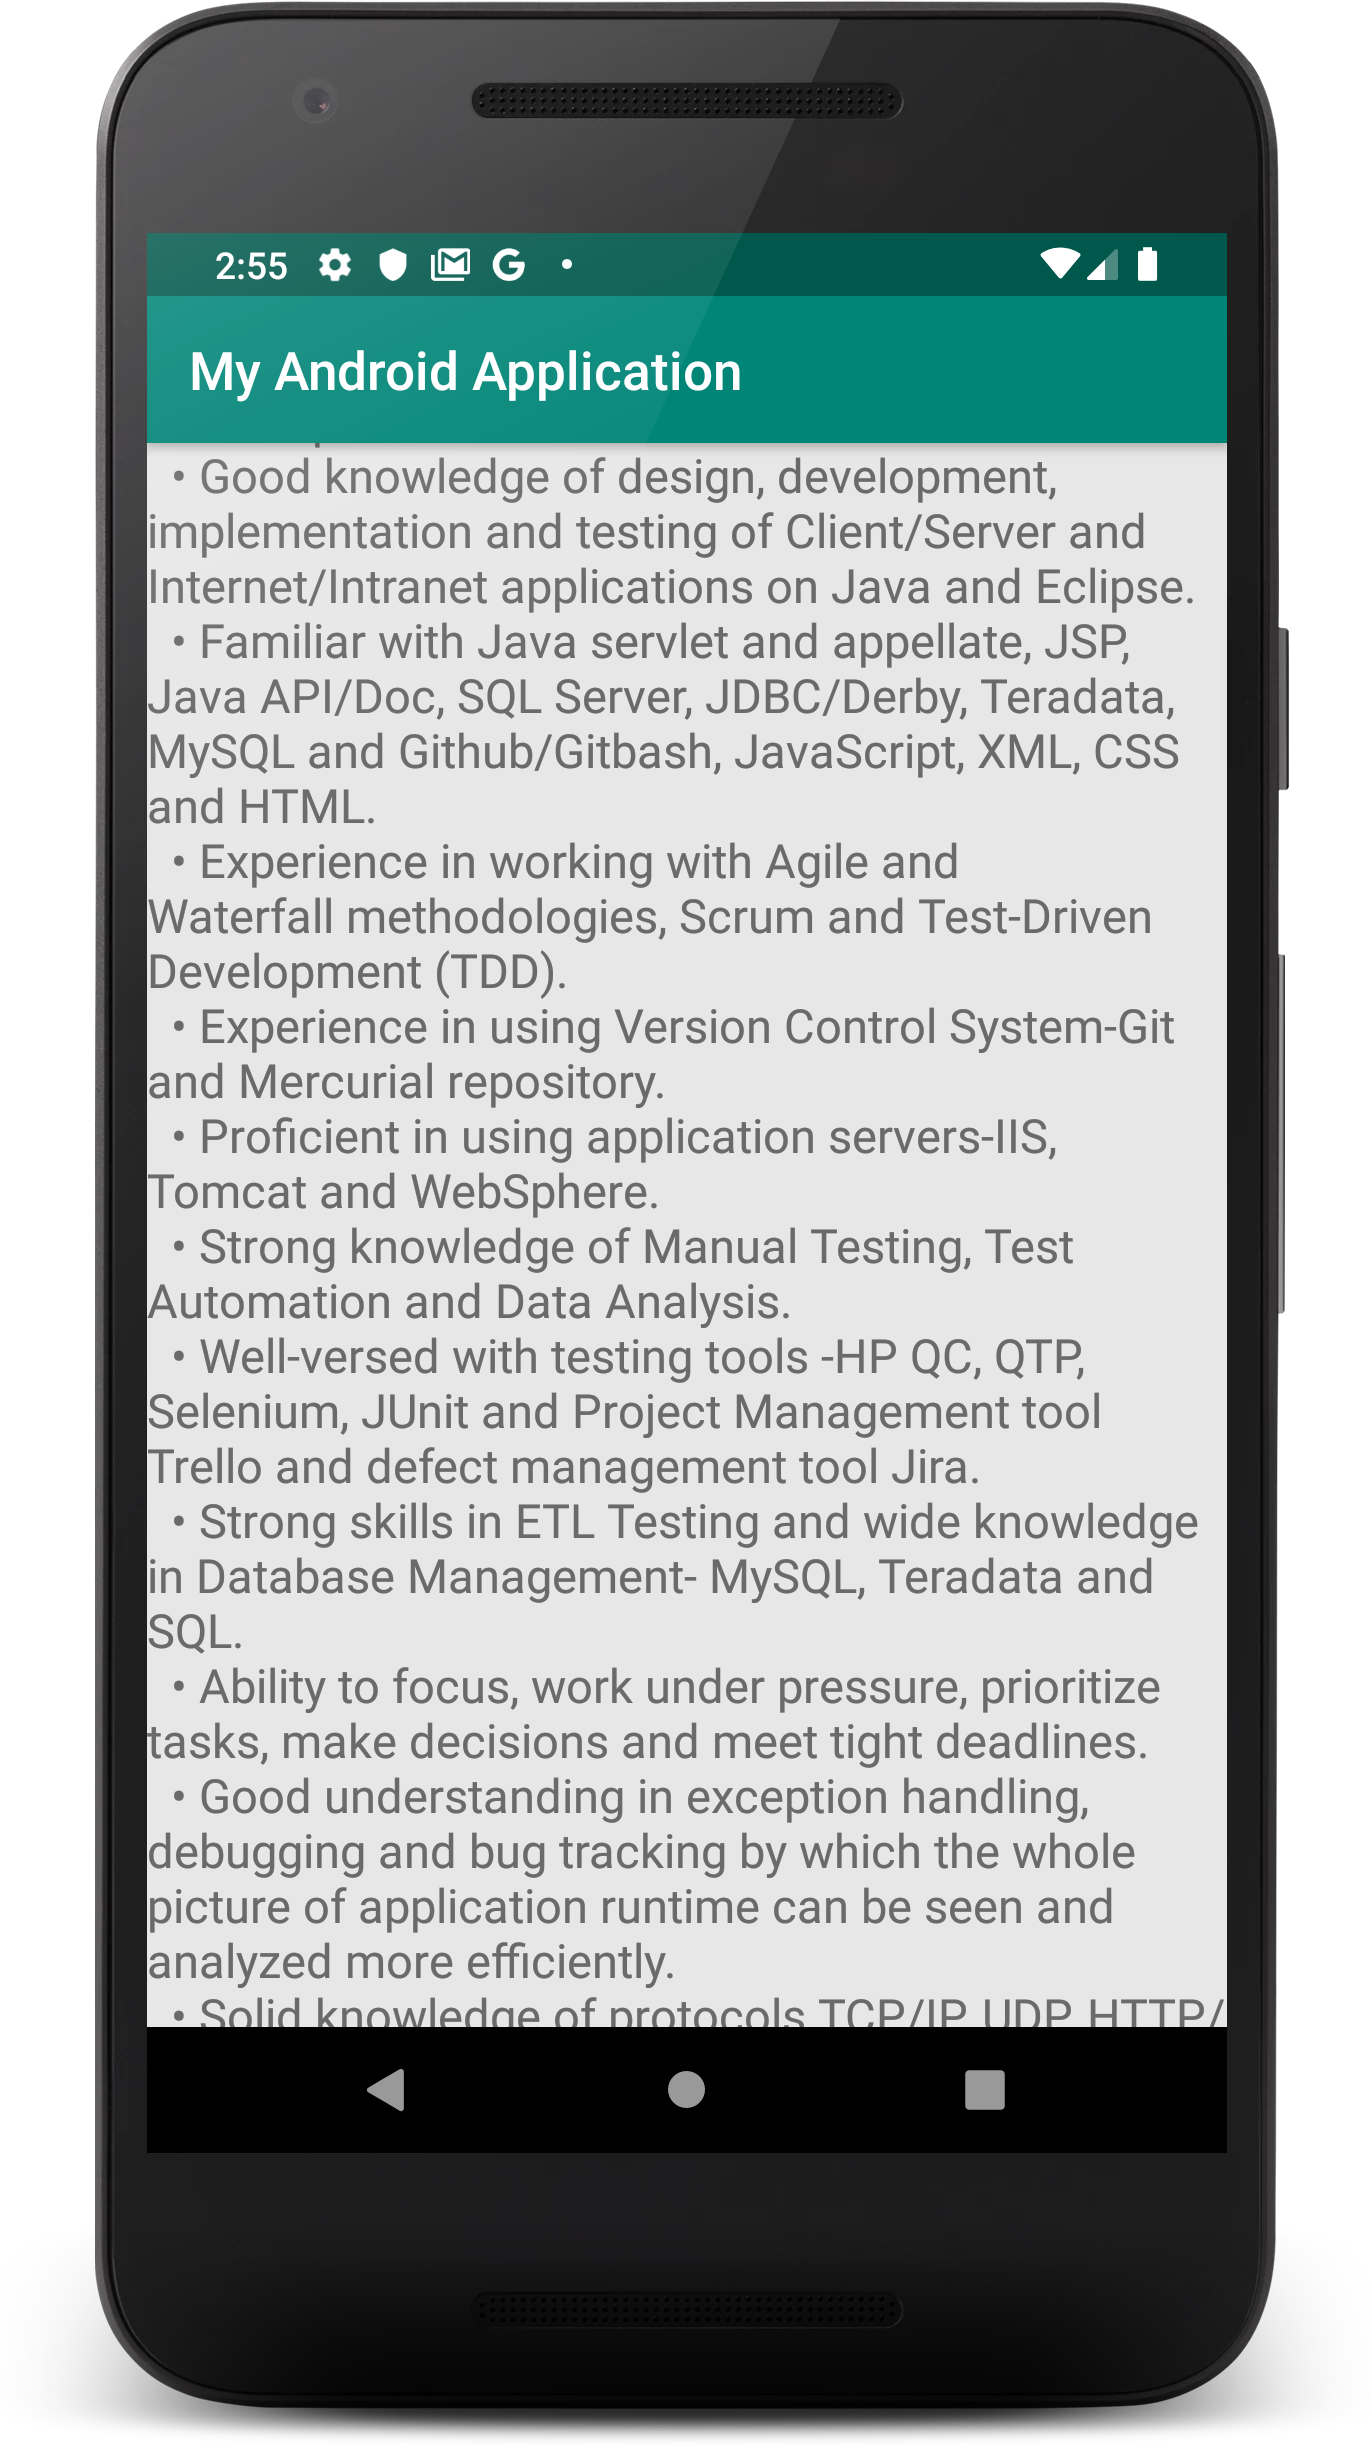 2:55
My Android Application
• Good knowledge of design, development,
implementation and testing of Client/Server and
Internet/Intranet applications on Java and Eclipse.
• Familiar with Java servlet and appellate, JSP,
Java API/Doc, SQL Server, JDBC/Derby, Teradata,
MySQL and Github/Gitbash, JavaScript, XML, CSS
and HTML.
• Experience in working with Agile and
Waterfall methodologies, Scrum and Test-Driven
Development (TDD).
• Experience in using Version Control System-Git
and Mercurial repository.
• Proficient in using application servers-IIS,
Tomcat and WebSphere.
• Strong knowledge of Manual Testing, Test
Automation and Data Analysis.
• Well-versed with testing tools -HP QC, QTP,
Selenium, JUnit and Project Management tool
Trello and defect management tool Jira.
• Strong skills in ETL Testing and wide knowledge
in Database Management- MySQL, Teradata and
SQL.
• Ability to focus, work under pressure, prioritize
tasks, make decisions and meet tight deadlines.
• Good understanding in exception handling,
debugging and bug tracking by which the whole
picture of application runtime can be seen and
analyzed more efficiently.
• Solid knowledge of protocols TCP/IP UDP HTTP/